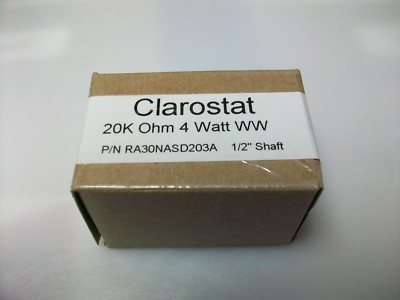 Clarostat
20K Ohm 4 Watt WW
P/N RA30NASD203A 1/2" Shaft